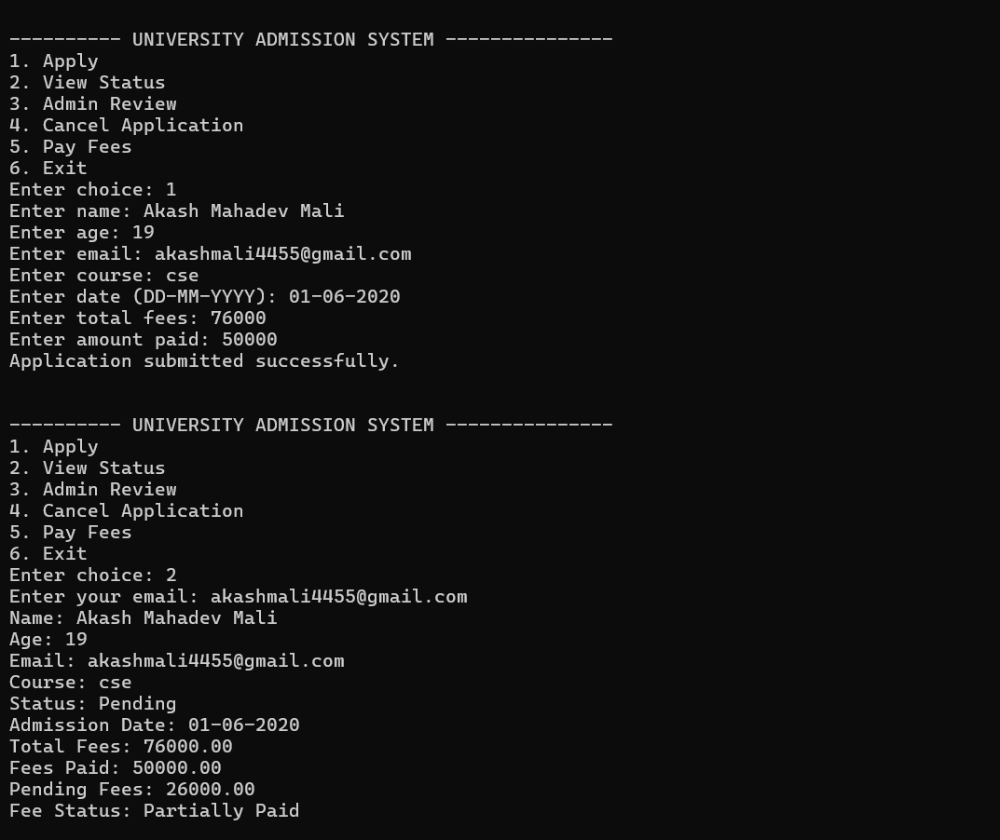 ---------- UNIVERSITY ADMISSION SYSTEM ---------------
1. Apply
2. View Status
3. Admin Review
4. Cancel Application
5. Pay Fees
6. Exit
Enter choice: 1
Enter name: Akash Mahadev Mali
Enter age: 19
Enter email: akashmali4455@gmail.com
Enter course: cse
Enter date (DD-MM-YYYY): 01-06-2020
Enter total fees: 76000
Enter amount paid: 50000
Application submitted successfully.
---------- UNIVERSITY ADMISSION SYSTEM ---------------
1. Apply
2. View Status
3. Admin Review
4. Cancel Application
5. Pay Fees
6. Exit
Enter choice: 2
Enter your email: akashmali4455@gmail.com
Name: Akash Mahadev Mali
Age: 19
Email: akashmali4455@gmail.com
Course: cse
Status: Pending
Admission Date: 01-06-2020
Total Fees: 76000.00
Fees Paid: 50000.00
Pending Fees: 26000.00
Fee Status: Partially Paid